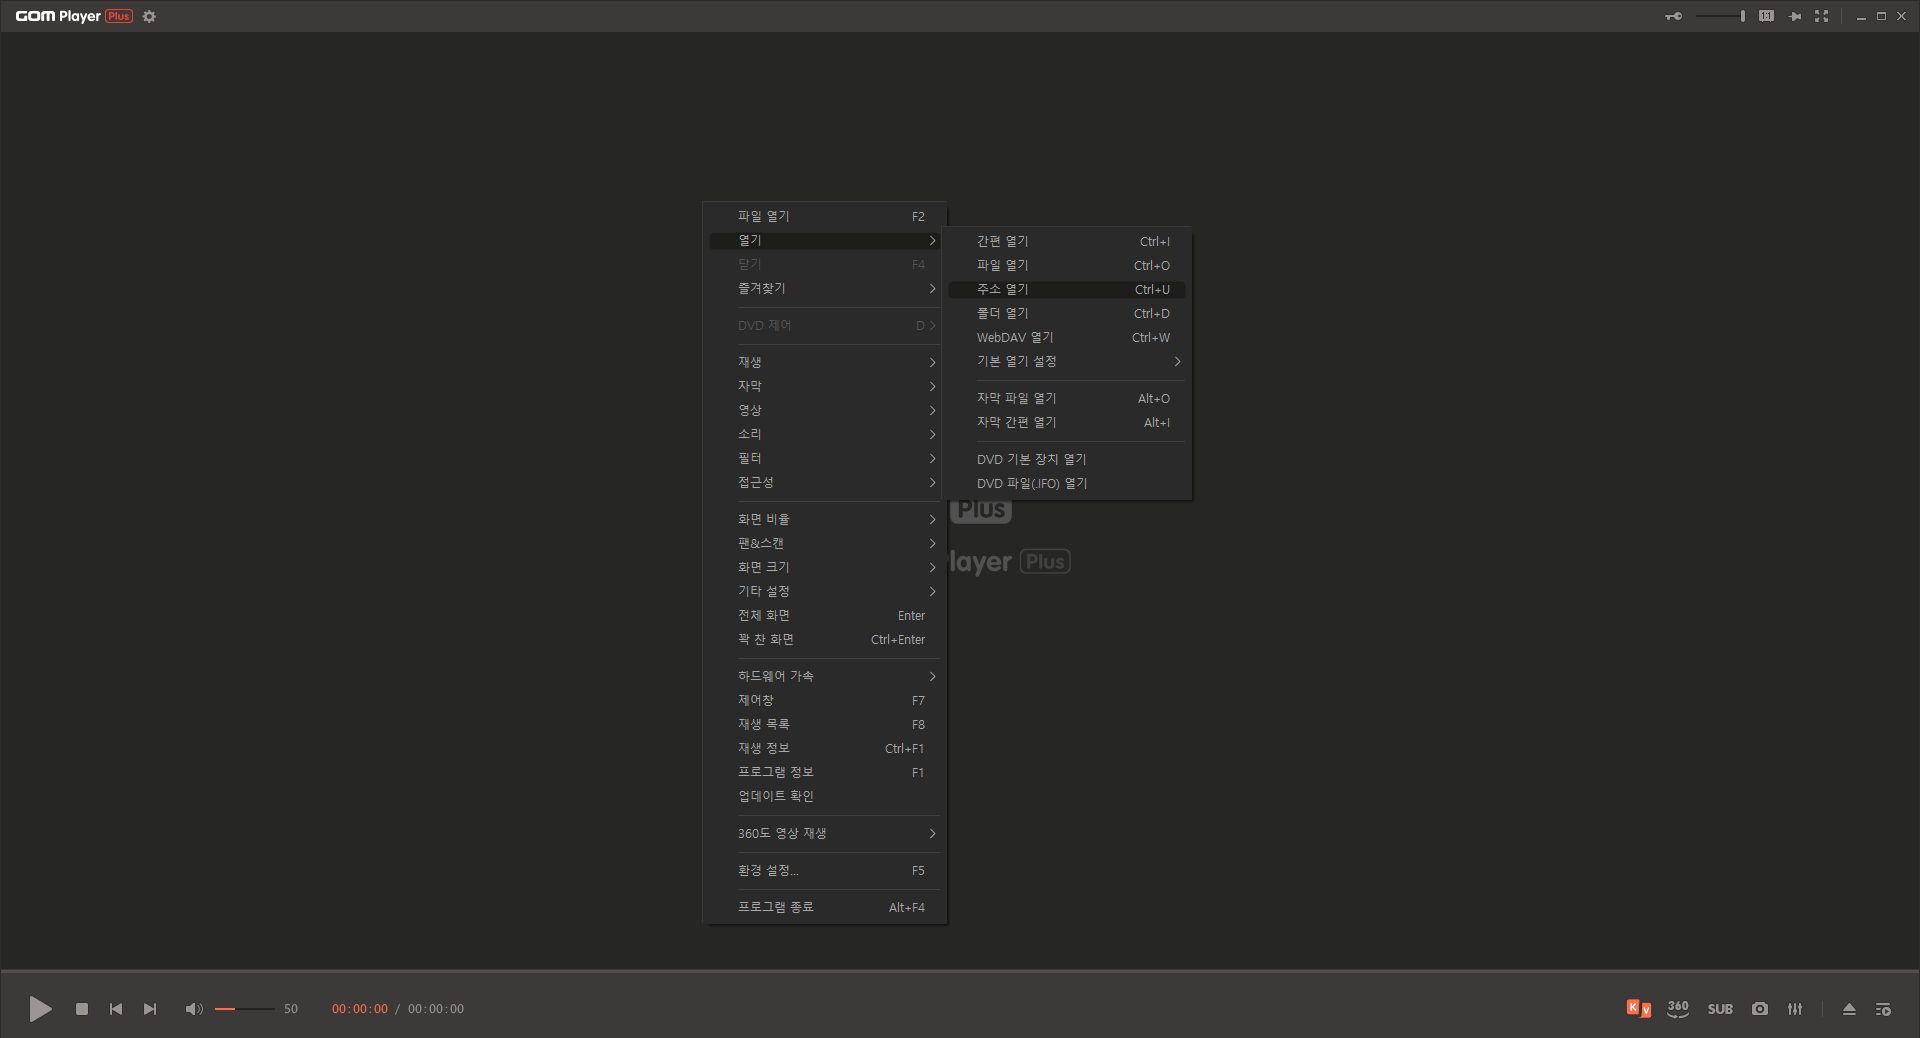 GOM Player Plus
파일 열기 F2
열기
닫기 F4
즐겨찾기
DVD 제어 D
재생
자막
영상
소리
필터
접근성
화면 비율
팬&스캔
화면 크기
기타 설정
전체 화면 Enter
꽉 찬 화면 Ctrl+Enter
하드웨어 가속
제어창 F7
재생 목록 F8
재생 정보 Ctrl+F1
프로그램 정보 F1
업데이트 확인
360도 영상 재생
환경 설정... F5
프로그램 종료 Alt+F4
간편 열기 Ctrl+I
파일 열기 Ctrl+O
주소 열기 Ctrl+U
폴더 열기 Ctrl+D
WebDAV 열기 Ctrl+W
기본 열기 설정
자막 파일 열기 Alt+O
자막 간편 열기 Alt+I
DVD 기본 장치 열기
DVD 파일(.IFO) 열기
Plus
layer Plus
50
00:00:00 / 00:00:00
K V
360
SUB